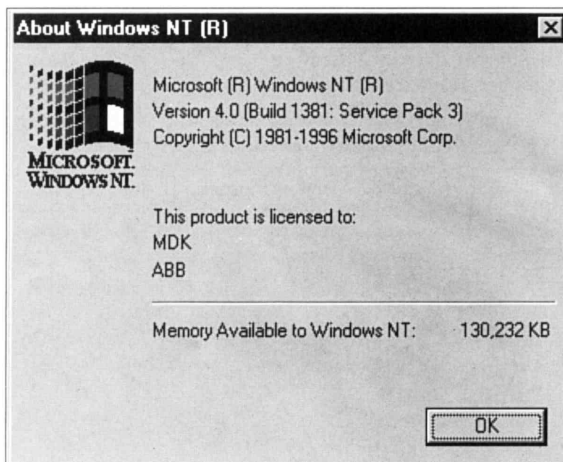 About Windows NT (R)
Microsoft (R) Windows NT (R)
Version 4.0 (Build 1381: Service Pack 3)
Copyright (C) 1981-1996 Microsoft Corp.
MICROSOFT.
WINDOWS NT.
This product is licensed to:
MDK
ABB
Memory Available to Windows NT: 130,232 KB
OK